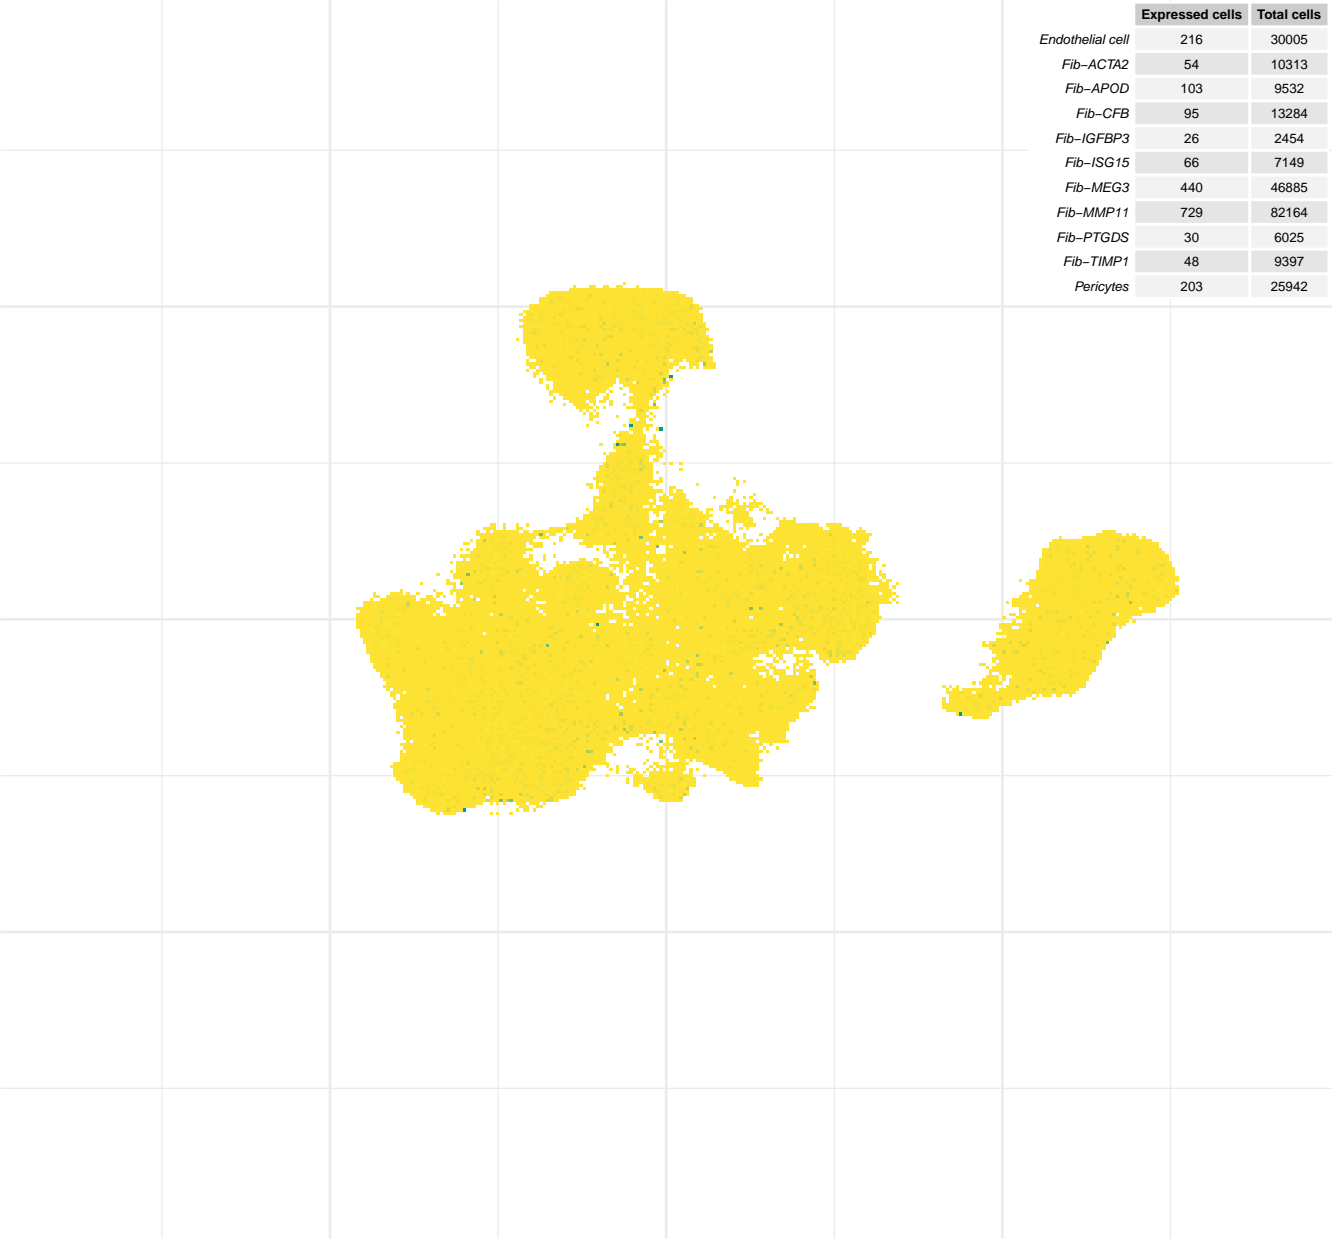 Expressed cells Total cells
Endothelial cell 216 30005
Fib−ACTA2 54 10313
Fib−APOD 103 9532
Fib−CFB 95 13284
Fib−IGFBP3 26 2454
Fib−ISG15 66 7149
Fib−MEG3 440 46885
Fib−MMP11 729 82164
Fib−PTGDS 30 6025
Fib−TIMP1 48 9397
Pericytes 203 25942